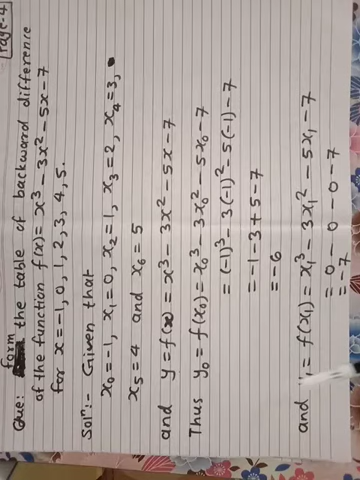 Page-4
Que: form the table of backward difference
of the function f(x) = x³ - 3x² - 5x - 7
for x = -1, 0, 1, 2, 3, 4, 5.
Solⁿ:- Given that
x₀ = -1, x₁ = 0, x₂ = 1, x₃ = 2, x₄ = 3,
x₅ = 4 and x₆ = 5
and y = f(x) = x³ - 3x² - 5x - 7
Thus y₀ = f(x₀) = x₀³ - 3x₀² - 5x₀ - 7
= (-1)³ - 3(-1)² - 5(-1) - 7
= -1 - 3 + 5 - 7
= -6
and = f(x₁) = x₁³ - 3x₁² - 5x₁ - 7
= 0 - 0 - 0 - 7
= -7